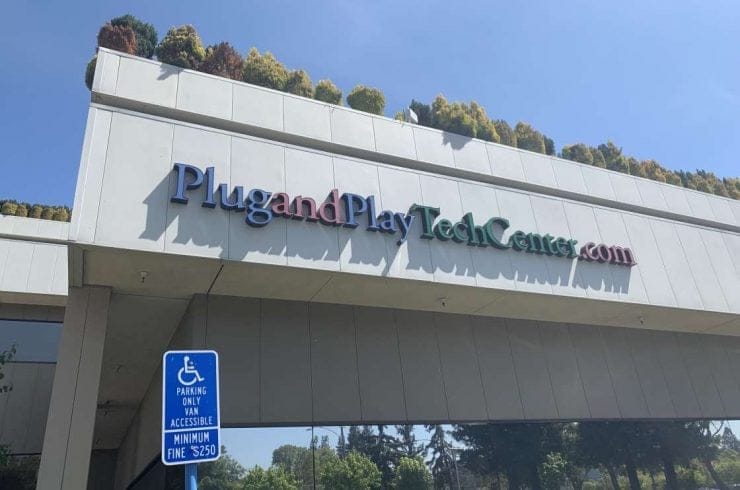 PlugandPlayTechCenter.com
PARKING
ONLY
VAN
ACCESSIBLE
MINIMUM
FINE $250